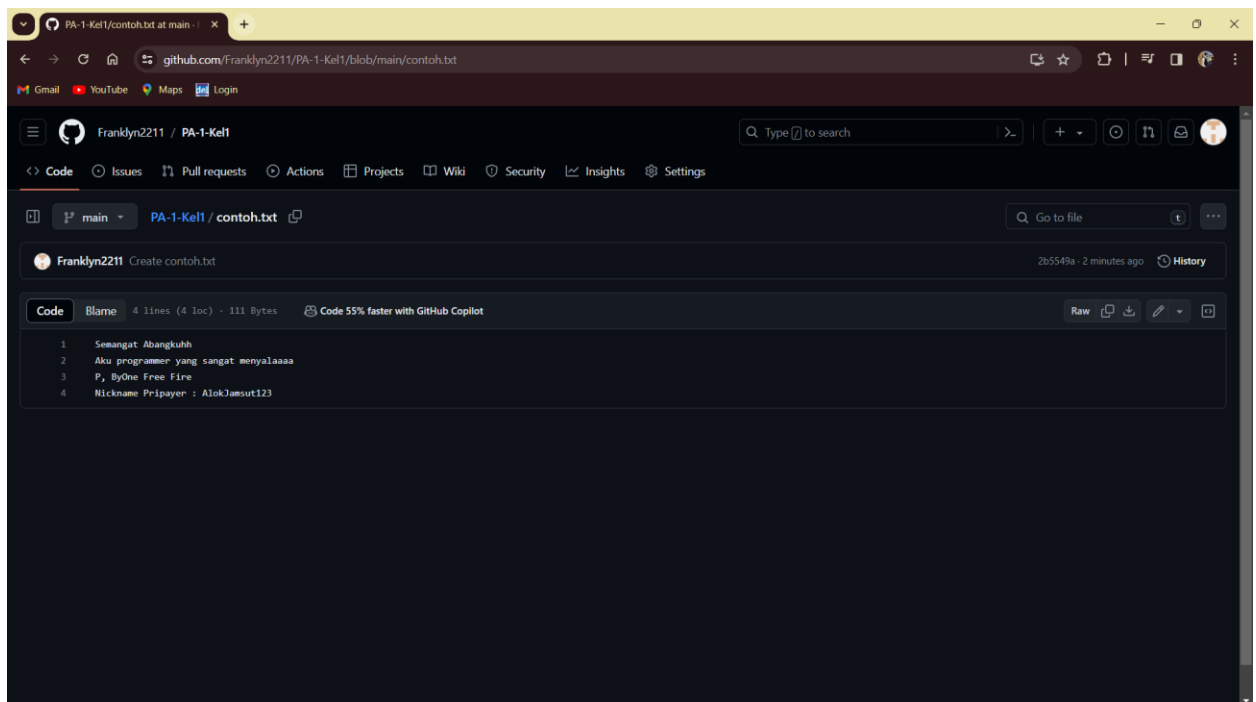 PA-1-Kel1/contoh.txt at main ·
github.com/Franklyn2211/PA-1-Kel1/blob/main/contoh.txt
Gmail YouTube Maps del Login
Franklyn2211 / PA-1-Kel1 Type / to search
Code Issues Pull requests Actions Projects Wiki Security Insights Settings
main PA-1-Kel1 / contoh.txt Go to file t
Franklyn2211 Create contoh.txt 2b5549a · 2 minutes ago History
Code Blame 4 lines (4 loc) · 111 Bytes Code 55% faster with GitHub Copilot Raw
1 Semangat Abangkuhh
2 Aku programmer yang sangat menyalaaaa
3 P, ByOne Free Fire
4 Nickname Pripayer : AlokJamsut123